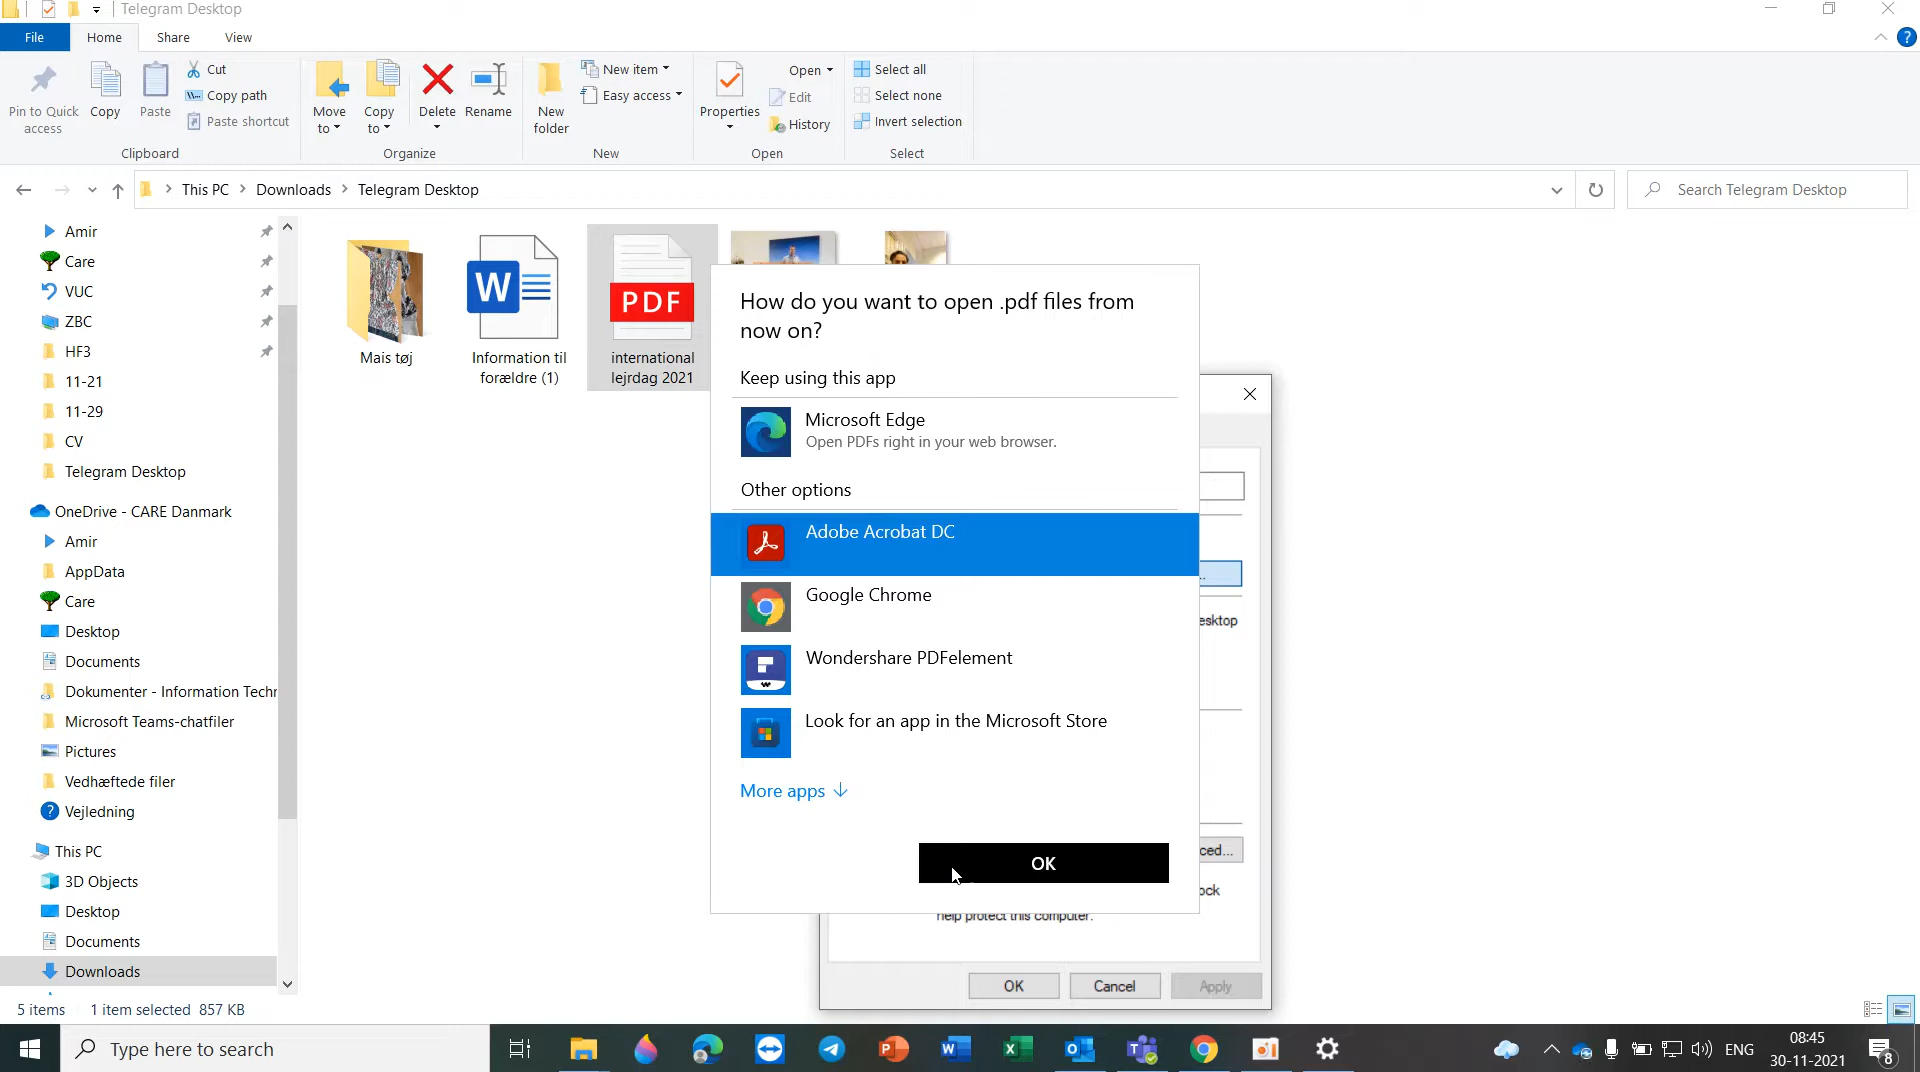 Telegram Desktop
File
Home
Share
View
Pin to Quick
access
Copy
Paste
Cut
Copy path
Paste shortcut
Clipboard
Move
to
Copy
to
Delete
Rename
Organize
New
folder
New item
Easy access
New
Properties
Open
Edit
History
Open
Select all
Select none
Invert selection
Select
This PC
Downloads
Telegram Desktop
Search Telegram Desktop
Amir
Care
VUC
ZBC
HF3
11-21
11-29
CV
Telegram Desktop
OneDrive - CARE Danmark
Amir
AppData
Care
Desktop
Documents
Dokumenter - Information Techn
Microsoft Teams-chatfiler
Pictures
Vedhæftede filer
Vejledning
This PC
3D Objects
Desktop
Documents
Downloads
Mais tøj
W
Information til
forældre (1)
PDF
international
lejrdag 2021
How do you want to open .pdf files from
now on?
Keep using this app
Microsoft Edge
Open PDFs right in your web browser.
Other options
Adobe Acrobat DC
Google Chrome
Wondershare PDFelement
Look for an app in the Microsoft Store
More apps
OK
...
esktop
ced...
ock
help protect this computer.
OK
Cancel
Apply
5 items
1 item selected 857 KB
Type here to search
ENG
08:45
30-11-2021
8